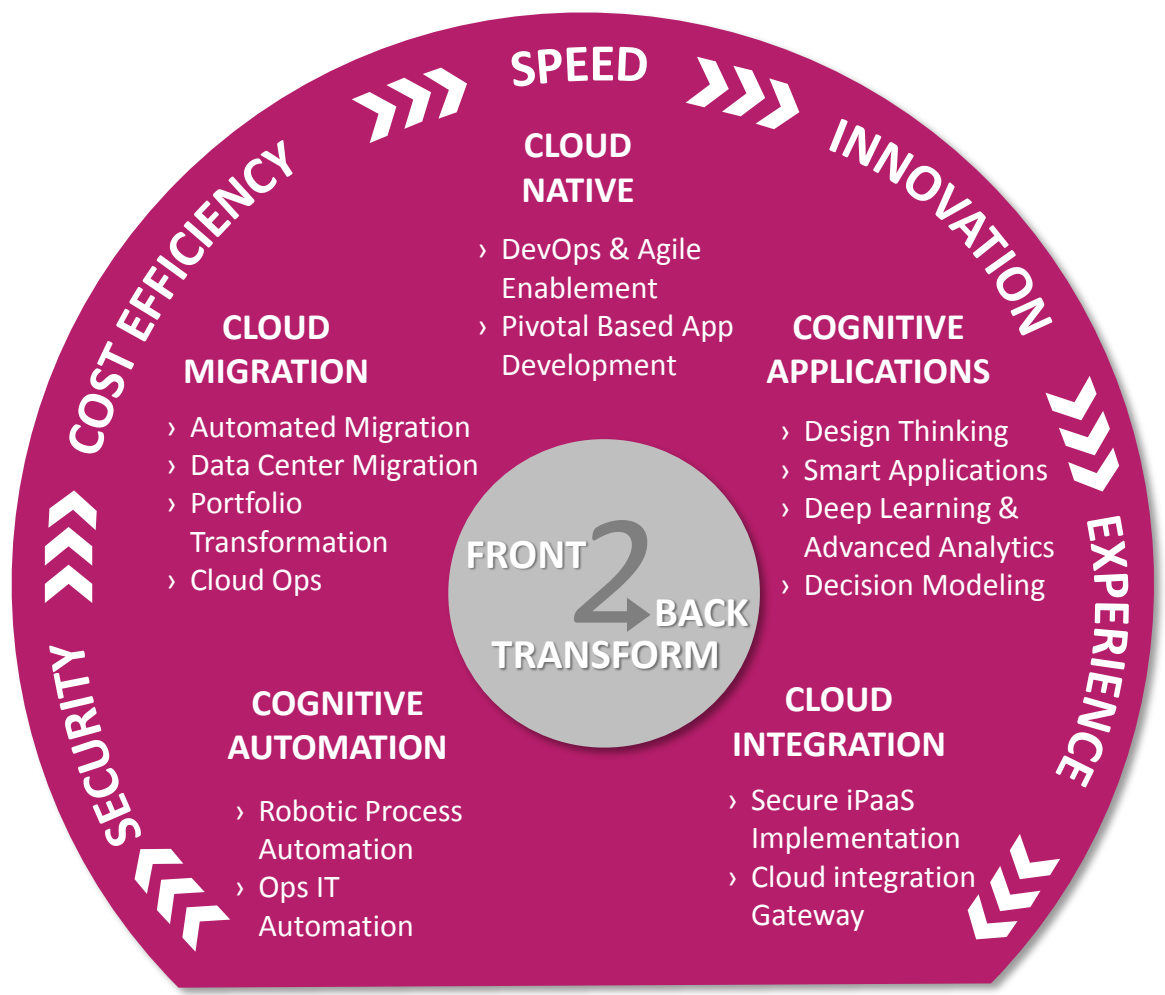 SPEED
INNOVATION
EXPERIENCE
COST EFFICIENCY
SECURITY
CLOUD
NATIVE
› DevOps & Agile
Enablement
› Pivotal Based App
Development
CLOUD
MIGRATION
› Automated Migration
› Data Center Migration
› Portfolio
Transformation
› Cloud Ops
COGNITIVE
APPLICATIONS
› Design Thinking
› Smart Applications
› Deep Learning &
Advanced Analytics
› Decision Modeling
FRONT 2
BACK
TRANSFORM
COGNITIVE
AUTOMATION
› Robotic Process
Automation
› Ops IT
Automation
CLOUD
INTEGRATION
› Secure iPaaS
Implementation
› Cloud integration
Gateway